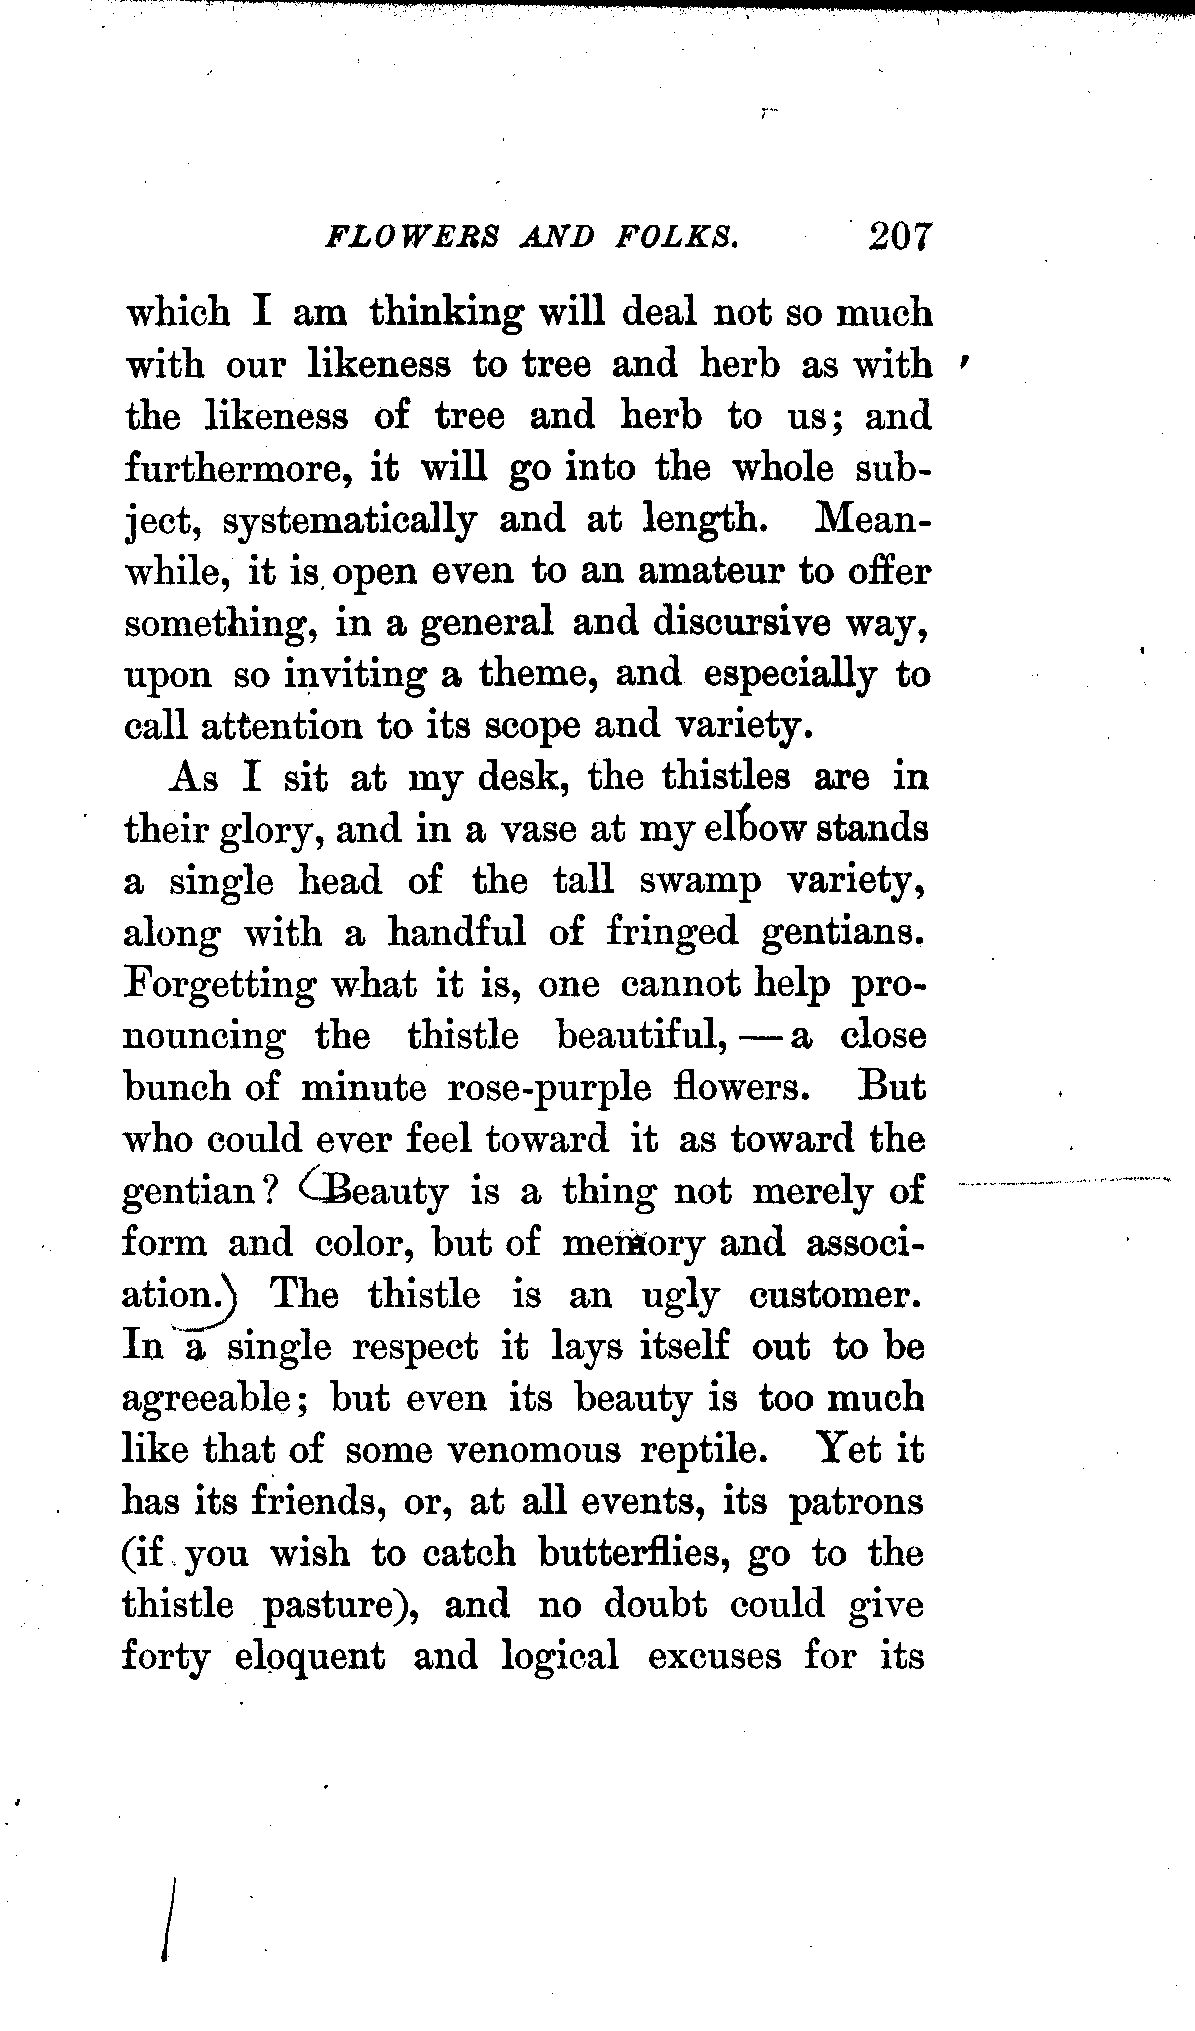 FLOWERS AND FOLKS. 207
which I am thinking will deal not so much
with our likeness to tree and herb as with
the likeness of tree and herb to us; and
furthermore, it will go into the whole sub-
ject, systematically and at length. Mean-
while, it is open even to an amateur to offer
something, in a general and discursive way,
upon so inviting a theme, and especially to
call attention to its scope and variety.
As I sit at my desk, the thistles are in
their glory, and in a vase at my elbow stands
a single head of the tall swamp variety,
along with a handful of fringed gentians.
Forgetting what it is, one cannot help pro-
nouncing the thistle beautiful, — a close
bunch of minute rose-purple flowers. But
who could ever feel toward it as toward the
gentian? (Beauty is a thing not merely of
form and color, but of memory and associ-
ation.) The thistle is an ugly customer.
In a single respect it lays itself out to be
agreeable; but even its beauty is too much
like that of some venomous reptile. Yet it
has its friends, or, at all events, its patrons
(if you wish to catch butterflies, go to the
thistle pasture), and no doubt could give
forty eloquent and logical excuses for its